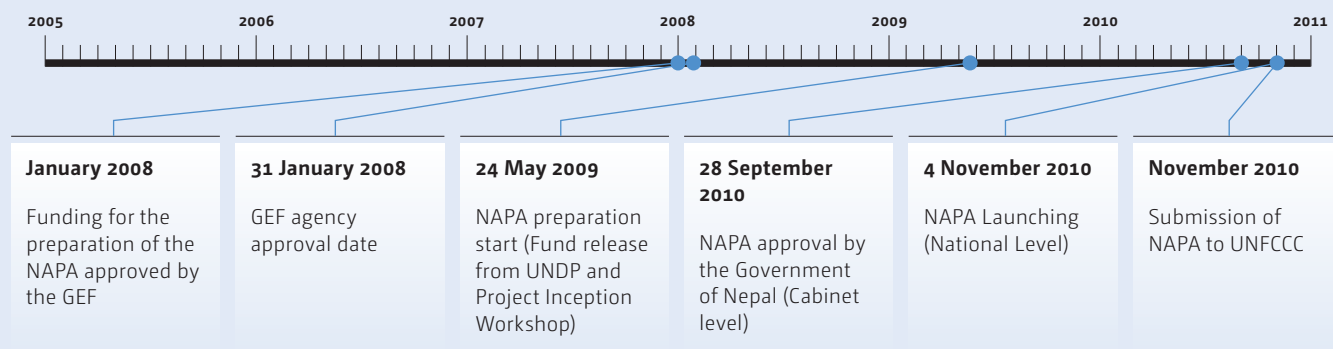 2005 2006 2007 2008 2009 2010 2011
January 2008
Funding for the
preparation of the
NAPA approved by
the GEF
31 January 2008
GEF agency
approval date
24 May 2009
NAPA preparation
start (Fund release
from UNDP and
Project Inception
Workshop)
28 September
2010
NAPA approval by
the Government
of Nepal (Cabinet
level)
4 November 2010
NAPA Launching
(National Level)
November 2010
Submission of
NAPA to UNFCCC